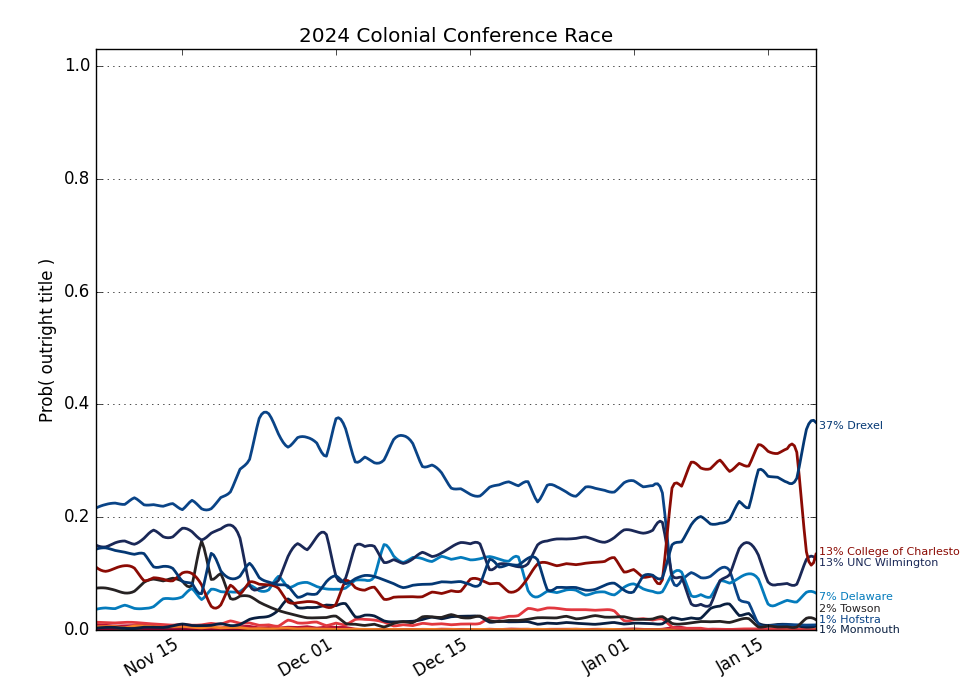 2024 Colonial Conference Race
Prob( outright title )
1.0
0.8
0.6
0.4
0.2
0.0
37% Drexel
13% College of Charlesto
13% UNC Wilmington
7% Delaware
2% Towson
1% Hofstra
1% Monmouth
Nov 15
Dec 01
Dec 15
Jan 01
Jan 15